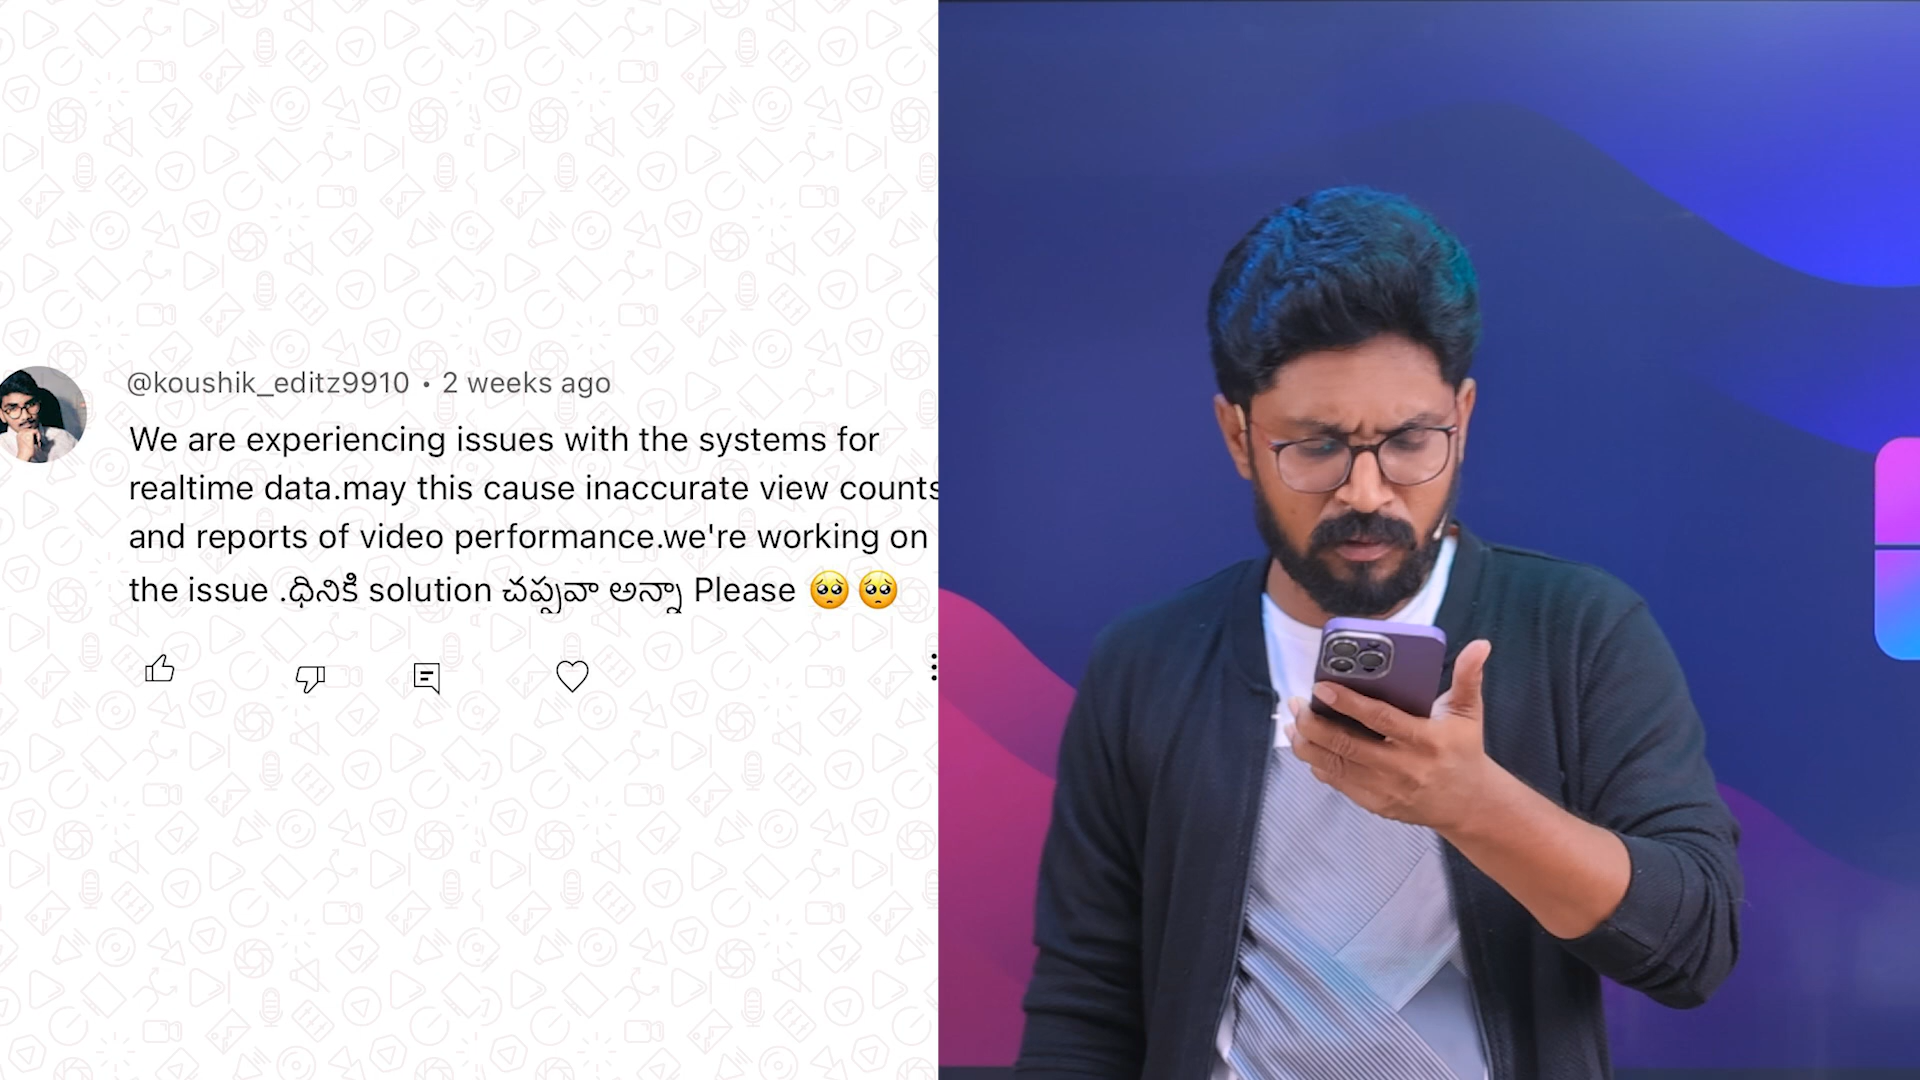 @koushik_editz9910 • 2 weeks ago
We are experiencing issues with the systems for
realtime data.may this cause inaccurate view counts
and reports of video performance.we're working on
the issue .ధినికి solution చప్పవా అన్నా Please 🥺🥺